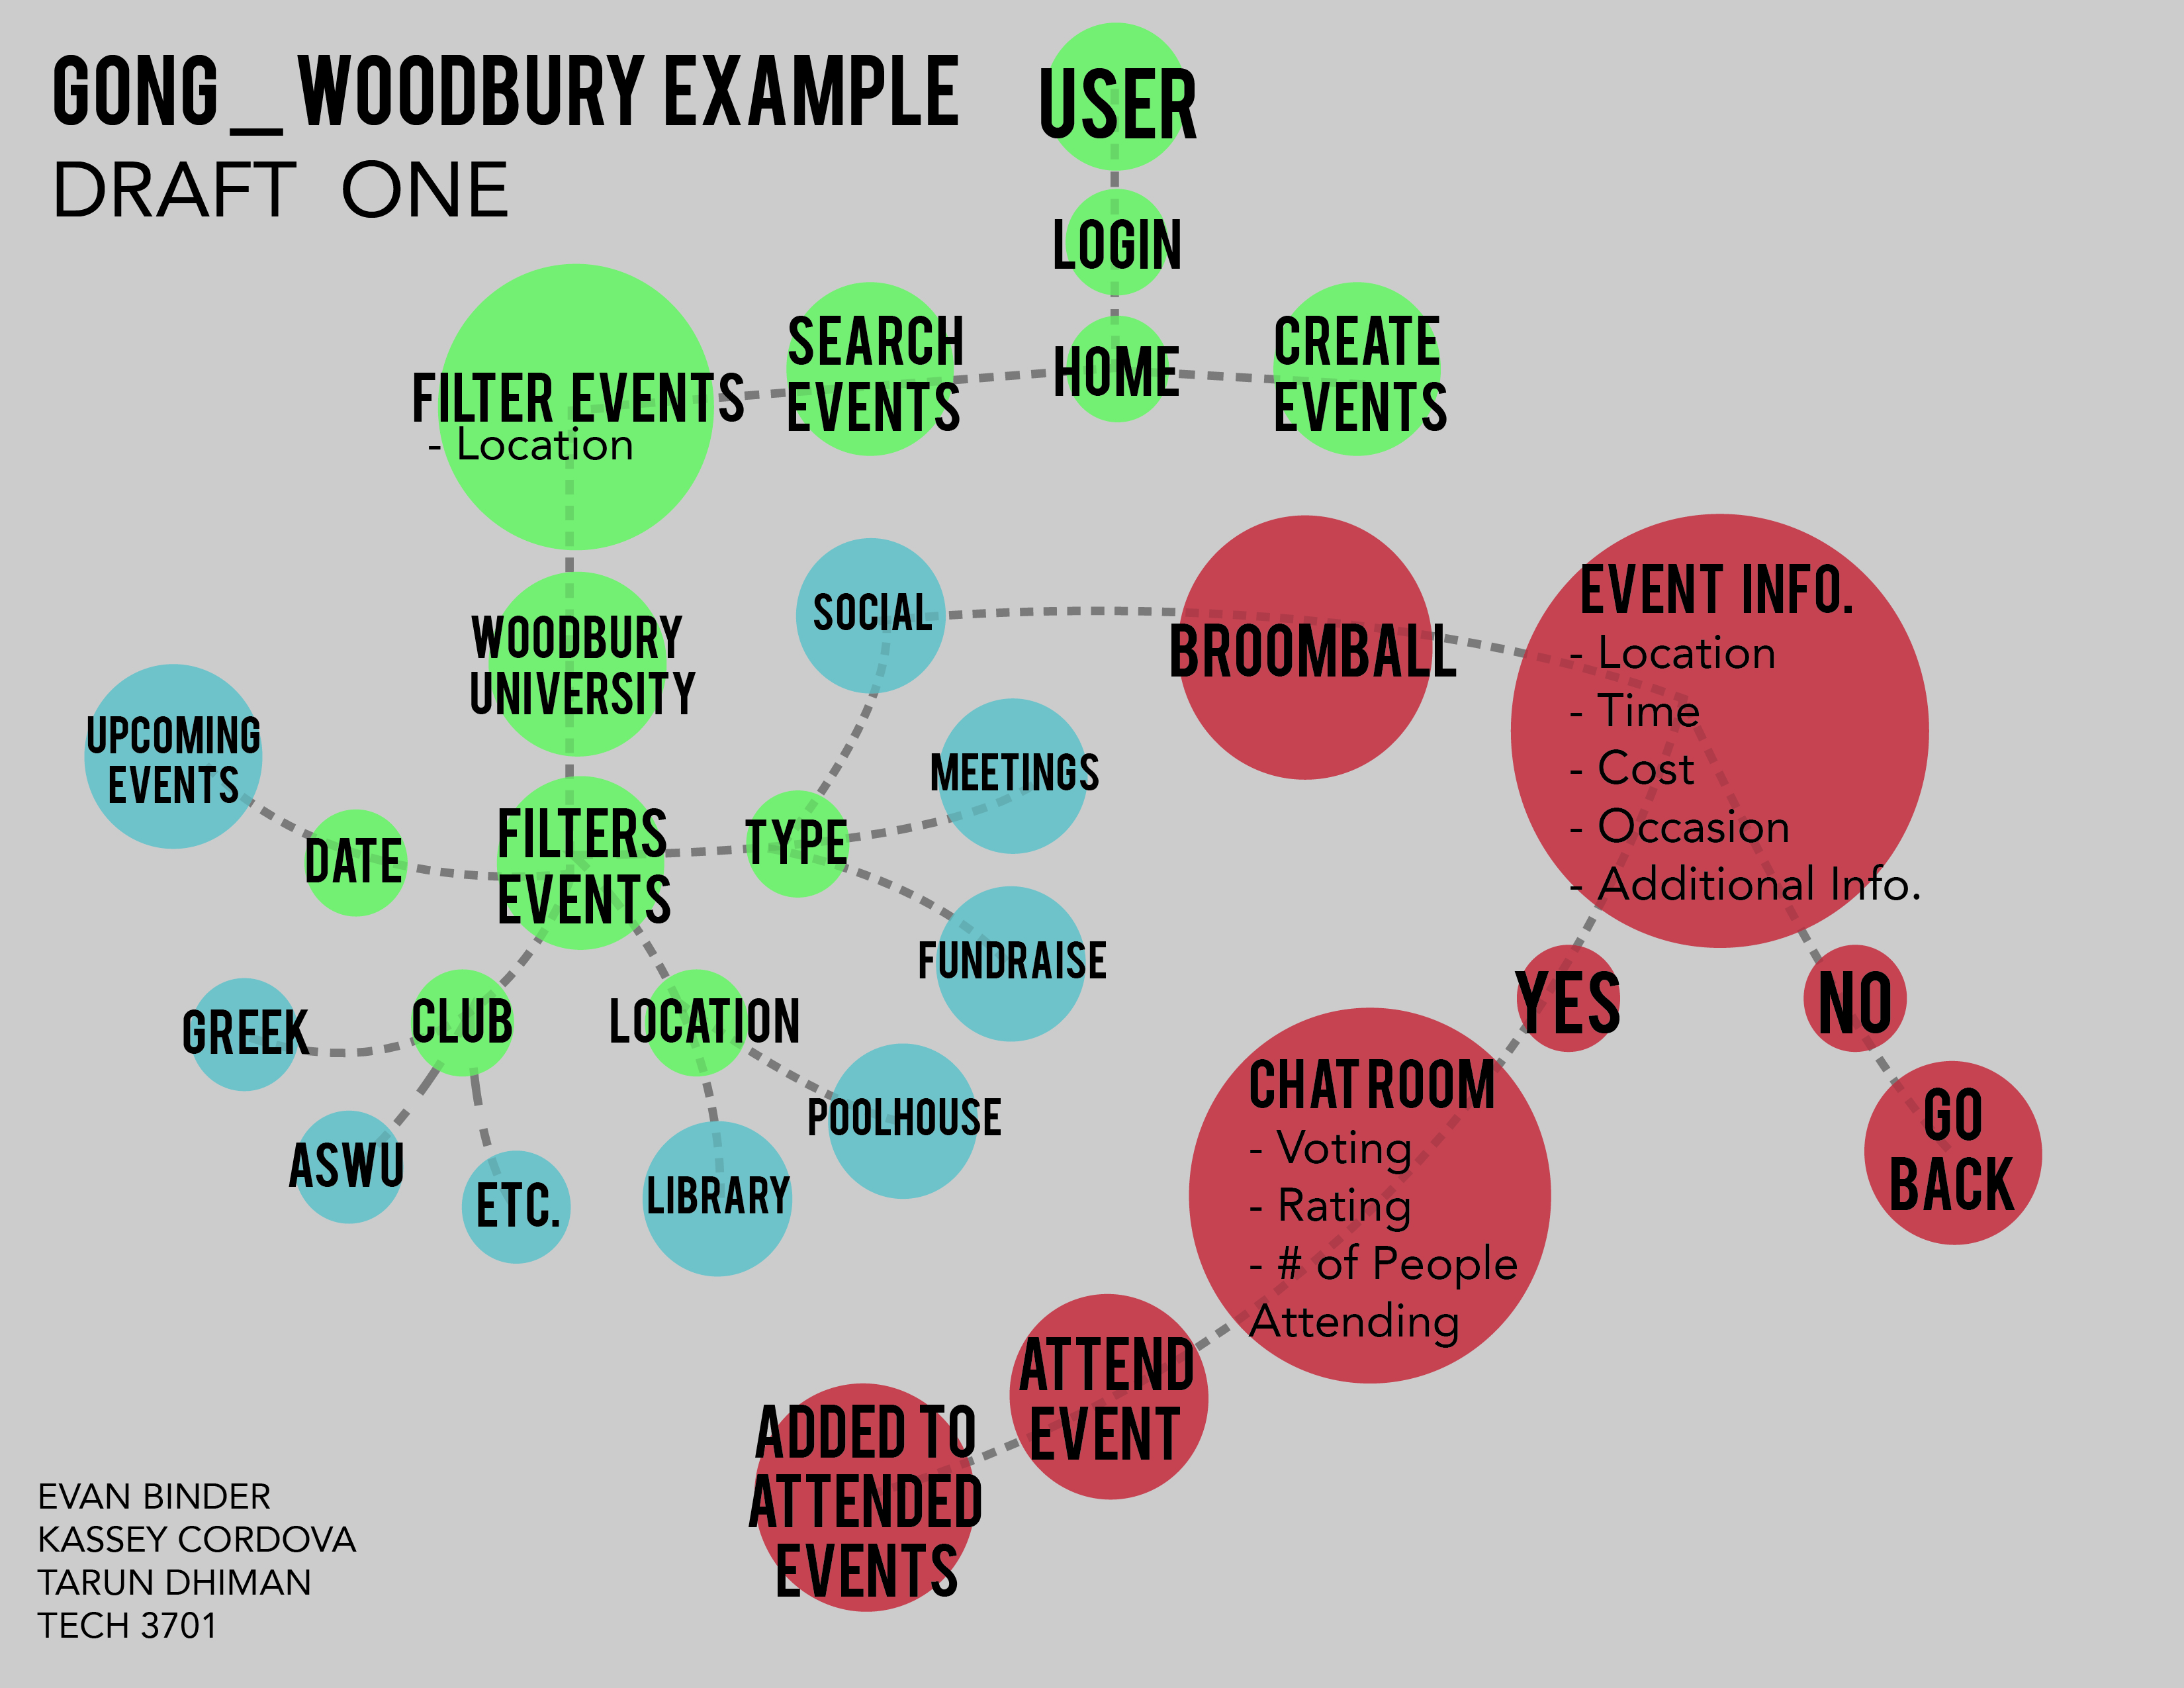 GONG_WOODBURY EXAMPLE
DRAFT ONE
USER
LOGIN
HOME
SEARCH
EVENTS
CREATE
EVENTS
FILTER EVENTS
- Location
WOODBURY
UNIVERSITY
FILTERS
EVENTS
DATE
UPCOMING
EVENTS
TYPE
SOCIAL
MEETINGS
FUNDRAISE
CLUB
GREEK
ASWU
ETC.
LOCATION
LIBRARY
POOLHOUSE
BROOMBALL
EVENT INFO.
- Location
- Time
- Cost
- Occasion
- Additional Info.
YES
NO
GO
BACK
CHATROOM
- Voting
- Rating
- # of People
Attending
ATTEND
EVENT
ADDED TO
ATTENDED
EVENTS
EVAN BINDER
KASSEY CORDOVA
TARUN DHIMAN
TECH 3701